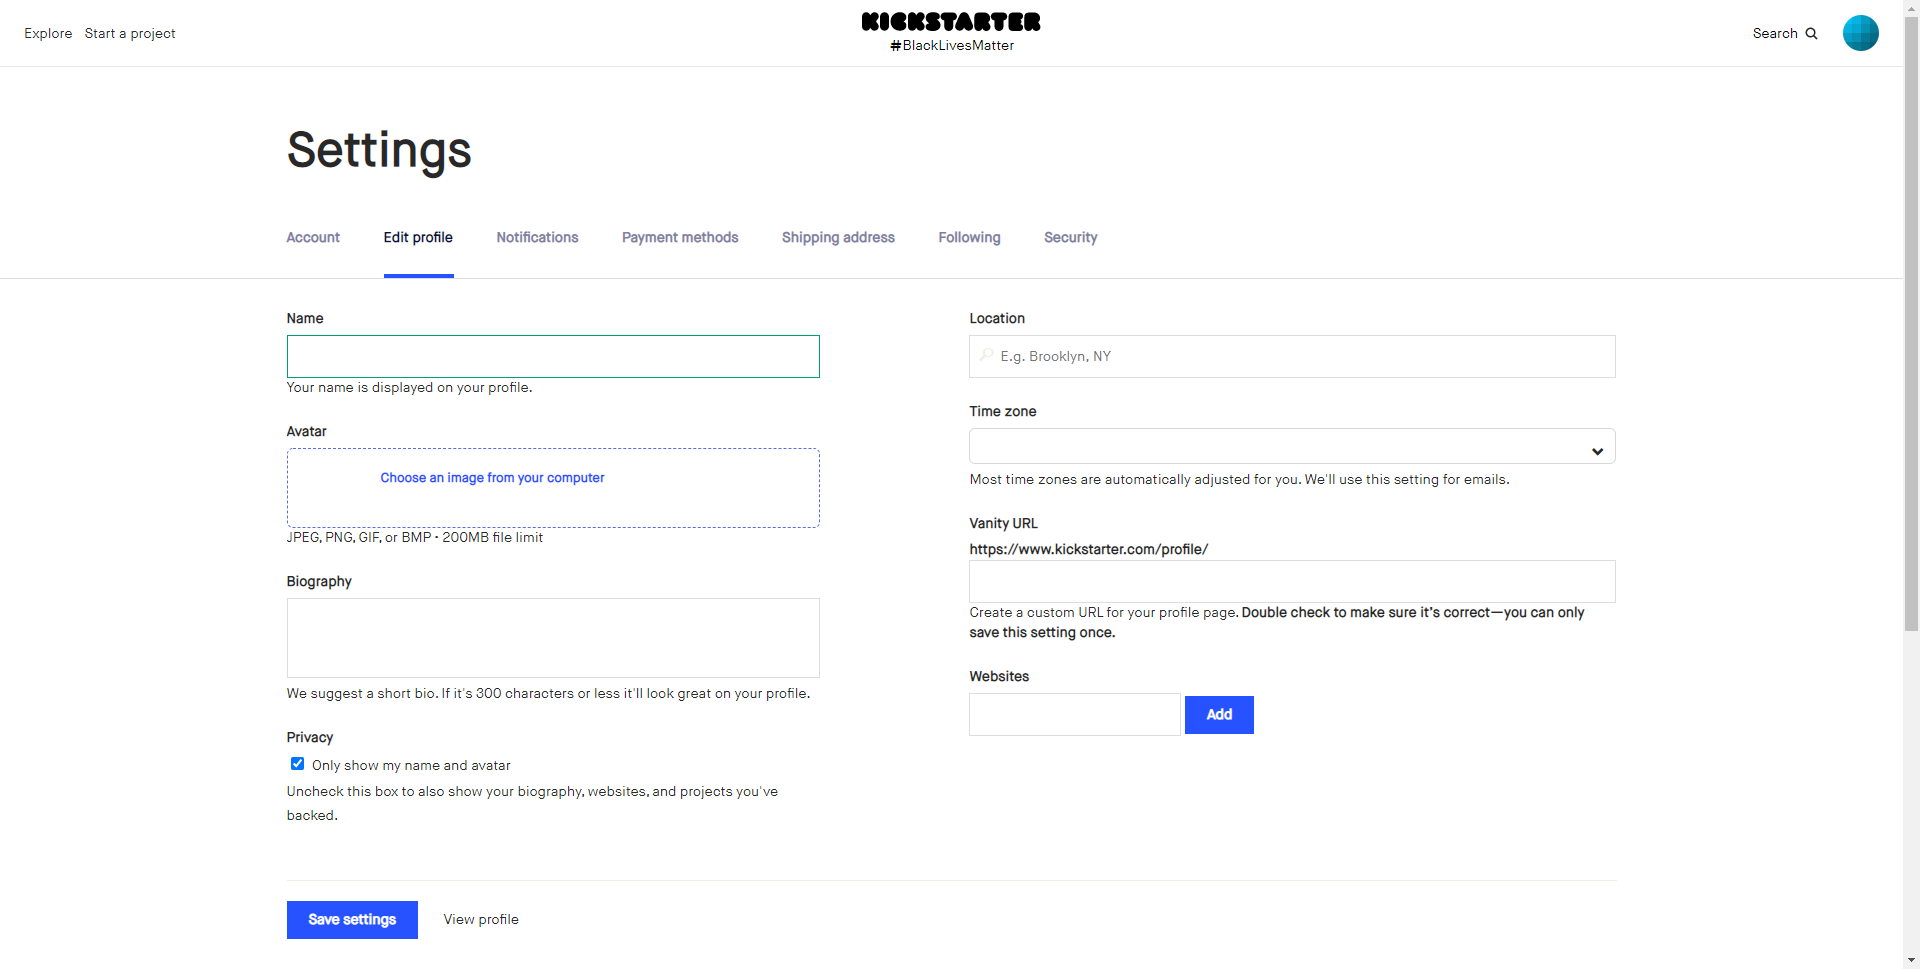 Explore Start a project
KICKSTARTER
#BlackLivesMatter
Search
Settings
Account Edit profile Notifications Payment methods Shipping address Following Security
Name
Your name is displayed on your profile.
Avatar
Choose an image from your computer
JPEG, PNG, GIF, or BMP • 200MB file limit
Biography
We suggest a short bio. If it's 300 characters or less it'll look great on your profile.
Privacy
Only show my name and avatar
Uncheck this box to also show your biography, websites, and projects you've
backed.
Location
E.g. Brooklyn, NY
Time zone
Most time zones are automatically adjusted for you. We'll use this setting for emails.
Vanity URL
https://www.kickstarter.com/profile/
Create a custom URL for your profile page. Double check to make sure it's correct—you can only
save this setting once.
Websites
Add
Save settings View profile